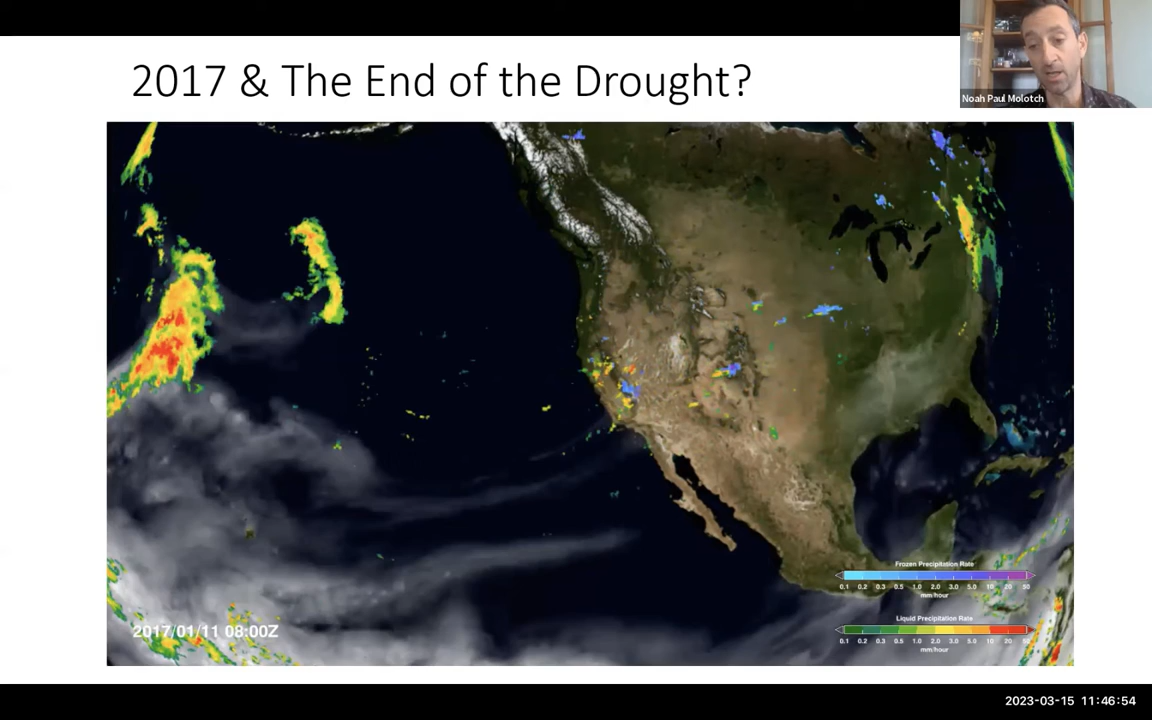 2017 & The End of the Drought?
Noah Paul Molotch
Frozen Precipitation Rate
0.1 0.2 0.3 0.5 1.0 2.0 3.0 5.0 10 20 50
mm/hour
Liquid Precipitation Rate
0.1 0.2 0.3 0.5 1.0 2.0 3.0 5.0 10 20 50
mm/hour
2017/01/11 08:00Z
2023-03-15 11:46:54